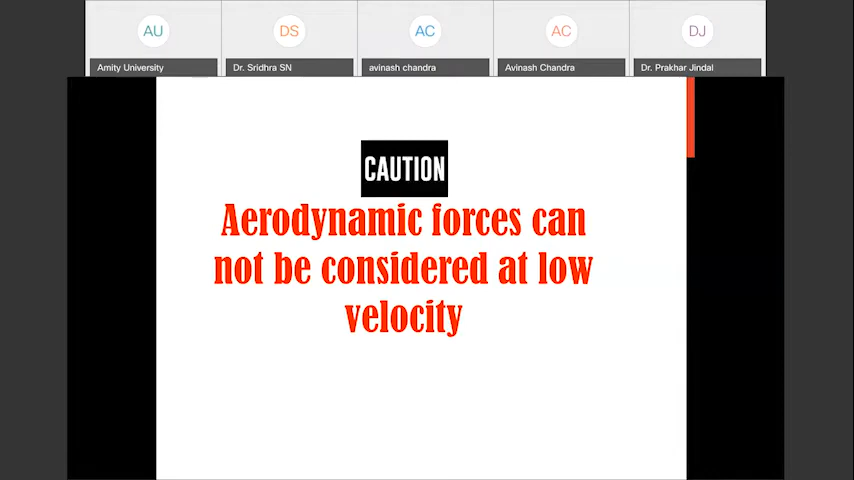 AU
DS
AC
AC
DJ
Amity University
Dr. Sridhra SN
avinash chandra
Avinash Chandra
Dr. Prakhar Jindal
CAUTION
Aerodynamic forces can
not be considered at low
velocity